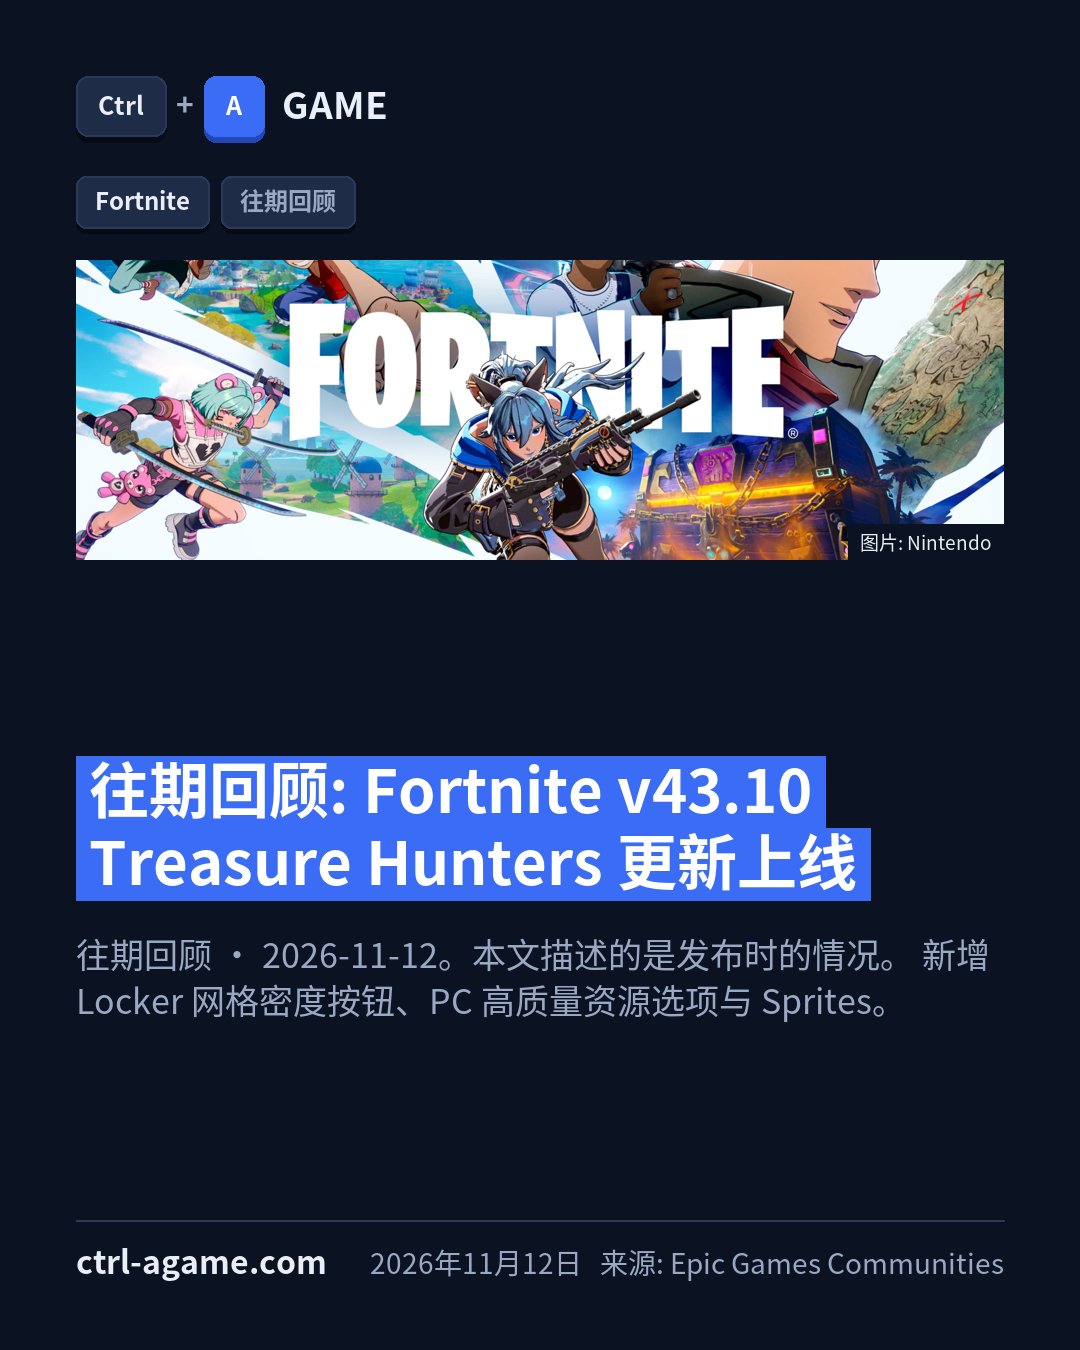 Ctrl + A GAME
Fortnite 往期回顾
FORTNITE
®
图片: Nintendo
往期回顾: Fortnite v43.10
Treasure Hunters 更新上线
往期回顾 · 2026-11-12。本文描述的是发布时的情况。 新增
Locker 网格密度按钮、PC 高质量资源选项与 Sprites。
ctrl-agame.com 2026年11月12日 来源: Epic Games Communities